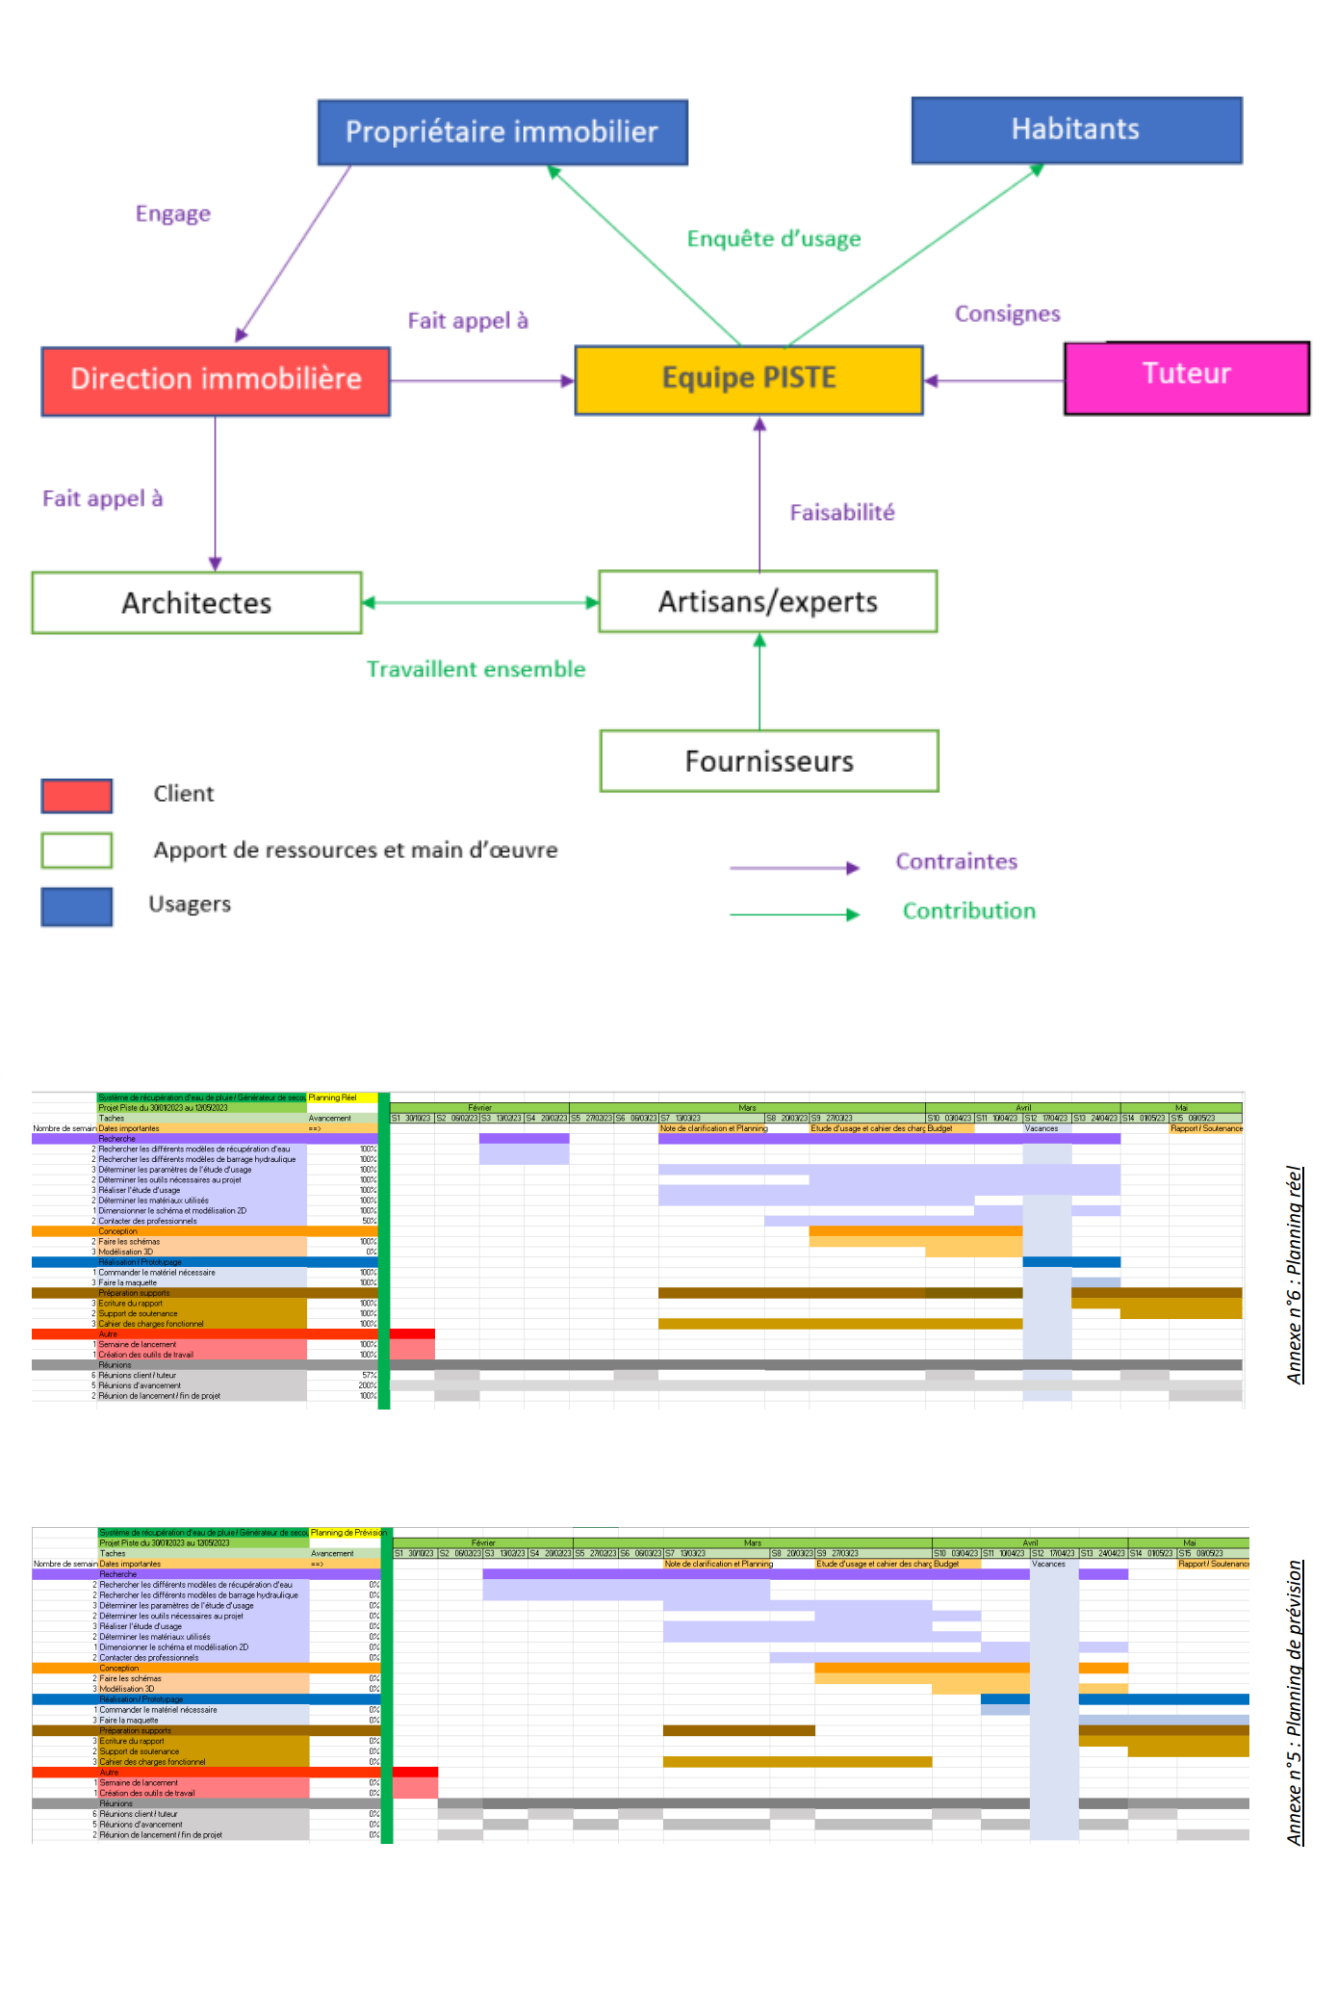 Propriétaire immobilier
Habitants
Engage
Enquête d'usage
Fait appel à
Consignes
Direction immobilière
Equipe PISTE
Tuteur
Fait appel à
Faisabilité
Architectes
Artisans/experts
Travaillent ensemble
Fournisseurs
Client
Apport de ressources et main d'œuvre
Contraintes
Usagers
Contribution
Système de récupération d'eau de pluie / Générateur de secou Planning Réel
Projet Piste du 30/01/2023 au 12/05/2023 Février Mars Avril Mai
Taches Avancement S1 30/01/23 S2 06/02/23 S3 13/02/23 S4 20/02/23 S5 27/02/23 S6 06/03/23 S7 13/03/23 S8 20/03/23 S9 27/03/23 S10 03/04/23 S11 10/04/23 S12 17/04/23 S13 24/04/23 S14 01/05/23 S15 08/05/23
Nombre de semain Dates importantes ==> Note de clarification et Planning Etude d'usage et cahier des charg Budget Vacances Rapport / Soutenance
Recherche
2 Rechercher les différents modèles de récupération d'eau 100%
2 Rechercher les différents modèles de barrage hydraulique 100%
3 Déterminer les paramètres de l'étude d'usage 100%
2 Déterminer les outils nécessaires au projet 100%
3 Réaliser l'étude d'usage 100%
2 Déterminer les matériaux utilisés 100%
1 Dimensionner le schéma et modélisation 2D 100%
2 Contacter des professionnels 50%
Conception
2 Faire les schémas 100%
3 Modélisation 3D 0%
Réalisation / Prototypage
1 Commander le matériel nécessaire 100%
3 Faire la maquette 100%
Préparation supports
3 Ecriture du rapport 100%
2 Support de soutenance 100%
3 Cahier des charges fonctionnel 100%
Autre
1 Semaine de lancement 100%
1 Création des outils de travail 100%
Réunions
6 Réunions client / tuteur 57%
5 Réunions d'avancement 200%
2 Réunion de lancement / fin de projet 100%
Annexe n°6 : Planning réel
Système de récupération d'eau de pluie / Générateur de secou Planning de Prévision
Projet Piste du 30/01/2023 au 12/05/2023 Février Mars Avril Mai
Taches Avancement S1 30/01/23 S2 06/02/23 S3 13/02/23 S4 20/02/23 S5 27/02/23 S6 06/03/23 S7 13/03/23 S8 20/03/23 S9 27/03/23 S10 03/04/23 S11 10/04/23 S12 17/04/23 S13 24/04/23 S14 01/05/23 S15 08/05/23
Nombre de semain Dates importantes ==> Note de clarification et Planning Etude d'usage et cahier des charg Budget Vacances Rapport / Soutenance
Recherche
2 Rechercher les différents modèles de récupération d'eau 0%
2 Rechercher les différents modèles de barrage hydraulique 0%
3 Déterminer les paramètres de l'étude d'usage 0%
2 Déterminer les outils nécessaires au projet 0%
3 Réaliser l'étude d'usage 0%
2 Déterminer les matériaux utilisés 0%
1 Dimensionner le schéma et modélisation 2D 0%
2 Contacter des professionnels 0%
Conception
2 Faire les schémas 0%
3 Modélisation 3D 0%
Réalisation / Prototypage
1 Commander le matériel nécessaire 0%
3 Faire la maquette 0%
Préparation supports
3 Ecriture du rapport 0%
2 Support de soutenance 0%
3 Cahier des charges fonctionnel 0%
Autre
1 Semaine de lancement 0%
1 Création des outils de travail 0%
Réunions
6 Réunions client / tuteur 0%
5 Réunions d'avancement 0%
2 Réunion de lancement / fin de projet 0%
Annexe n°5 : Planning de prévision